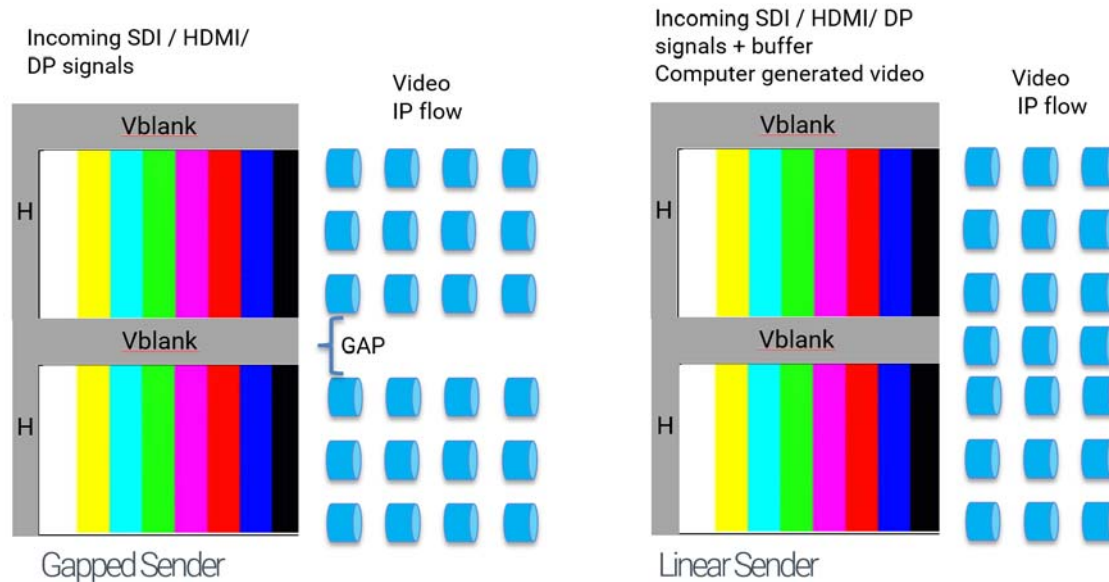 Incoming SDI / HDMI/
DP signals
Video
IP flow
Vblank
H
Vblank
GAP
H
Gapped Sender
Incoming SDI / HDMI/ DP
signals + buffer
Computer generated video
Video
IP flow
Vblank
H
Vblank
H
Linear Sender